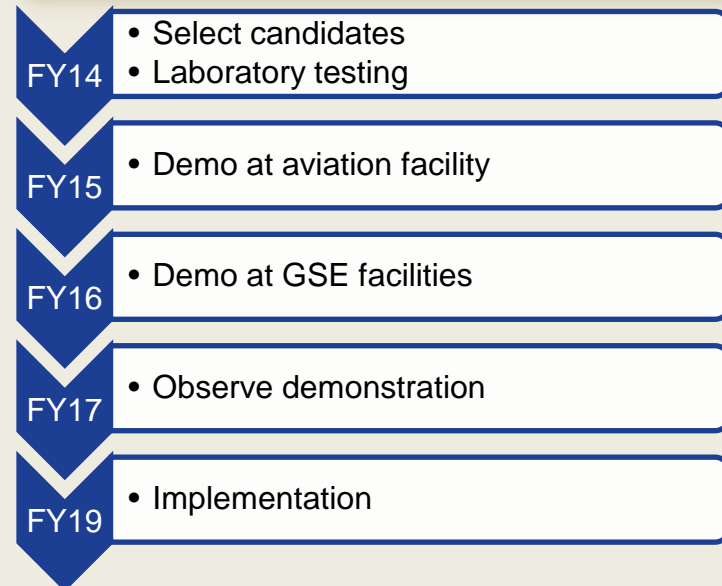 • Select candidates
FY14 • Laboratory testing
FY15 • Demo at aviation facility
FY16 • Demo at GSE facilities
FY17 • Observe demonstration
FY19 • Implementation